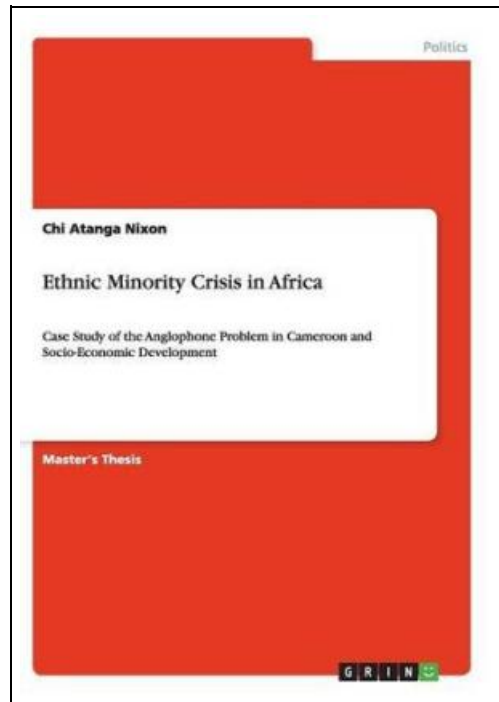 Politics
Chi Atanga Nixon
Ethnic Minority Crisis in Africa
Case Study of the Anglophone Problem in Cameroon and
Socio-Economic Development
Master's Thesis
GRIN